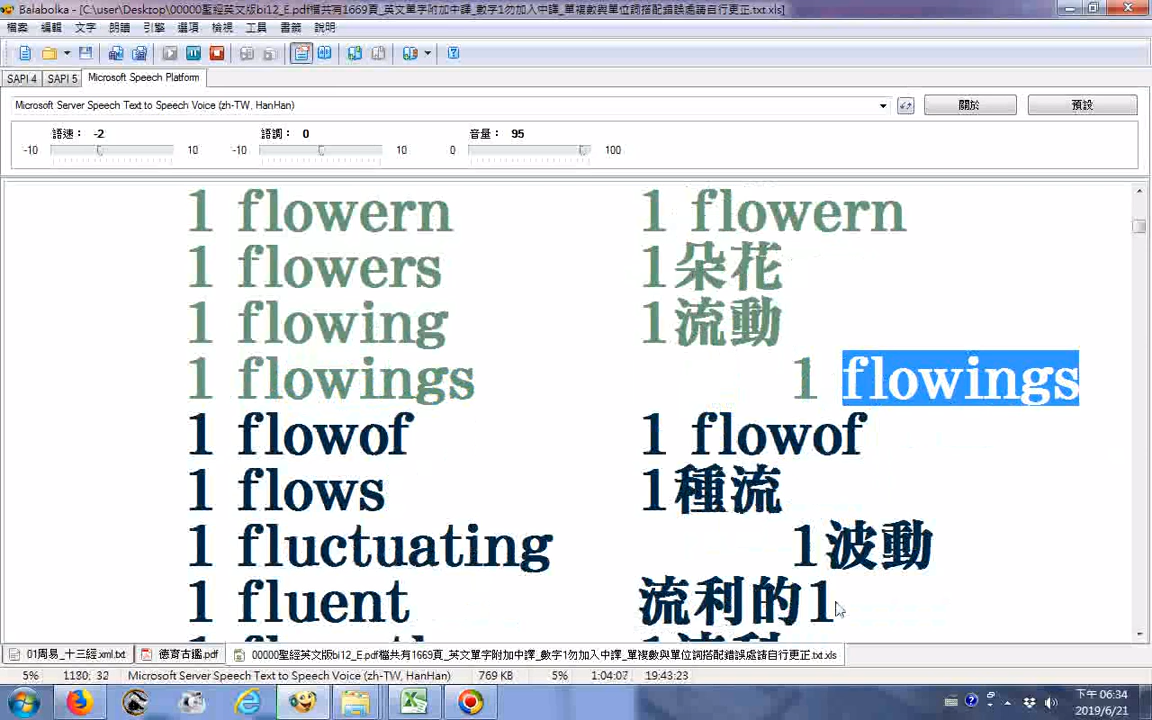 Balabolka - [C:\user\Desktop\00000聖經英文版bi12_E.pdf檔共有1669頁_英文單字附加中譯_數字1勿加入中譯_單複數與單位詞搭配錯誤處請自行更正.txt.xls]
檔案 編輯 文字 朗讀 引擎 選項 檢視 工具 書籤 說明
SAPI 4 SAPI 5 Microsoft Speech Platform
Microsoft Server Speech Text to Speech Voice (zh-TW, HanHan) 關於 預設
語速： -2 語調： 0 音量： 95
-10 10 -10 10 0 100
1 flowern 1 flowern
1 flowers 1朵花
1 flowing 1流動
1 flowings 1 flowings
1 flowof 1 flowof
1 flows 1種流
1 fluctuating 1波動
1 fluent 流利的1
01周易_十三經.xml.txt 德育古鑑.pdf 00000聖經英文版bi12_E.pdf檔共有1669頁_英文單字附加中譯_數字1勿加入中譯_單複數與單位詞搭配錯誤處請自行更正.txt.xls
5% 1180, 32 Microsoft Server Speech Text to Speech Voice (zh-TW, HanHan) 769 KB 5% 1:04:07 19:43:23
下午 06:34
2019/6/21